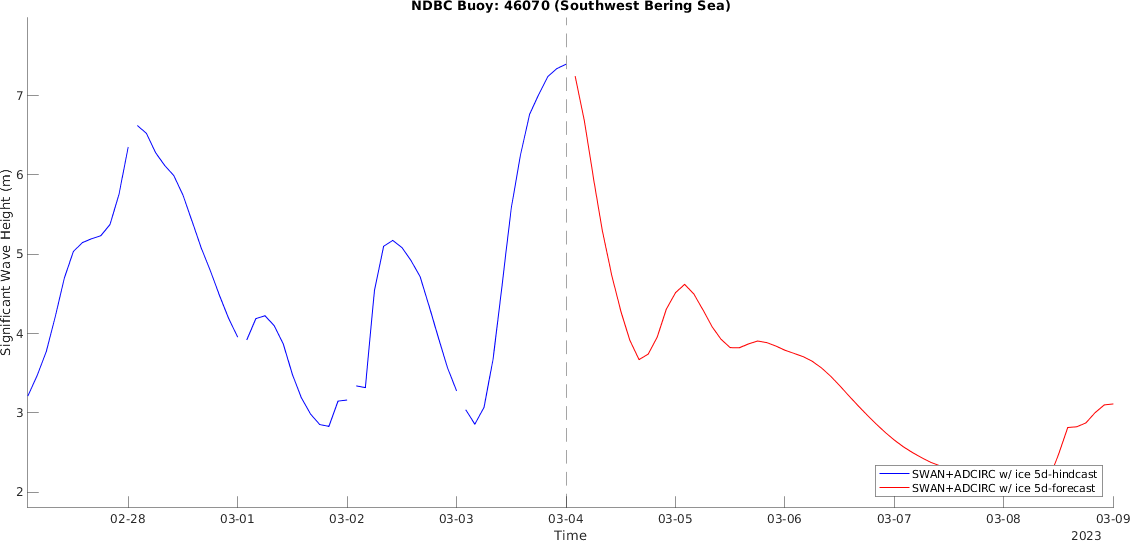 NDBC Buoy: 46070 (Southwest Bering Sea)
Significant Wave Height (m)
7
6
5
4
3
2
SWAN+ADCIRC w/ ice 5d-hindcast
SWAN+ADCIRC w/ ice 5d-forecast
02-28 03-01 03-02 03-03 03-04 03-05 03-06 03-07 03-08 03-09
Time
2023